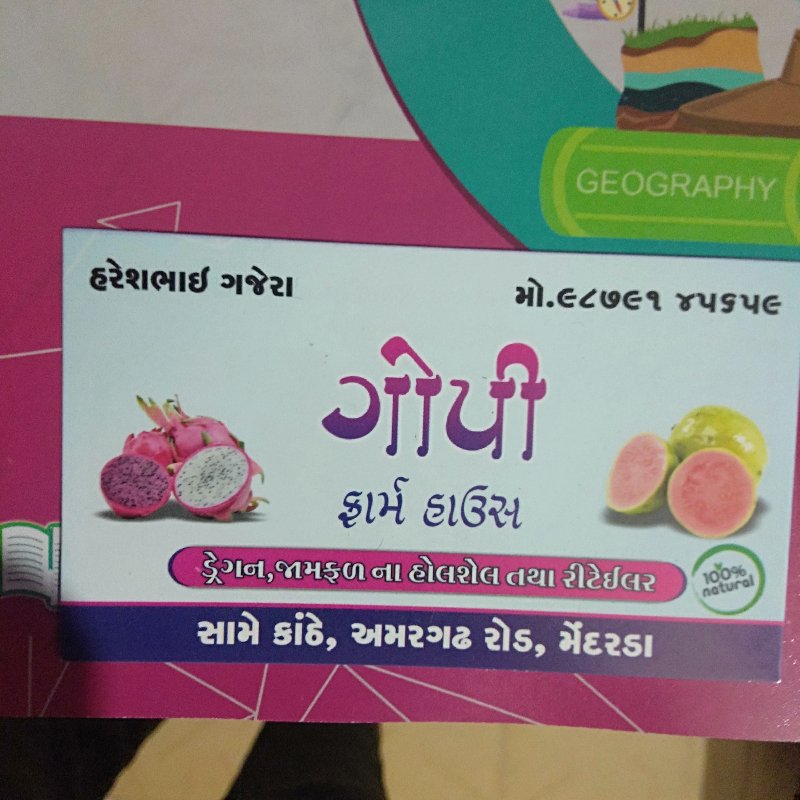 GEOGRAPHY
હરેશભાઇ ગજેરા
મો.૯૮૭૯૧ ૪૫૬૫૯
ગોપી
ફાર્મ હાઉસ
ડ્રેગન,જામફળ ના હોલશેલ તથા રીટેઈલર
100% natural
સામે કાંઠે, અમરગઢ રોડ, મેંદરડા